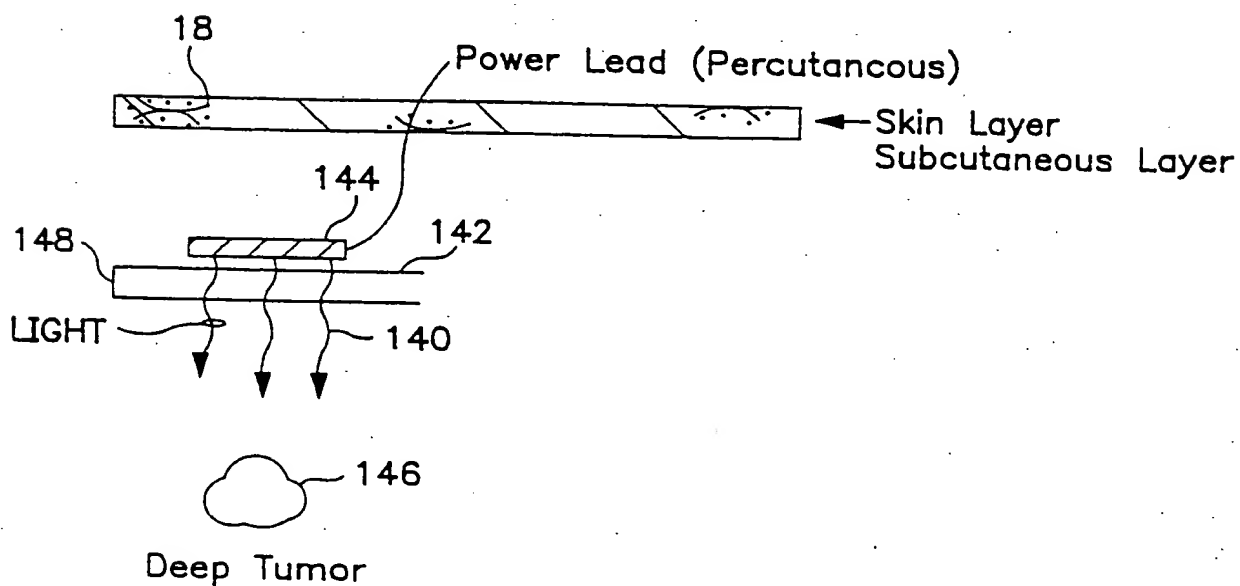 18
Power Lead (Percutancous)
Skin Layer
Subcutaneous Layer
144
148
142
LIGHT
140
146
Deep Tumor